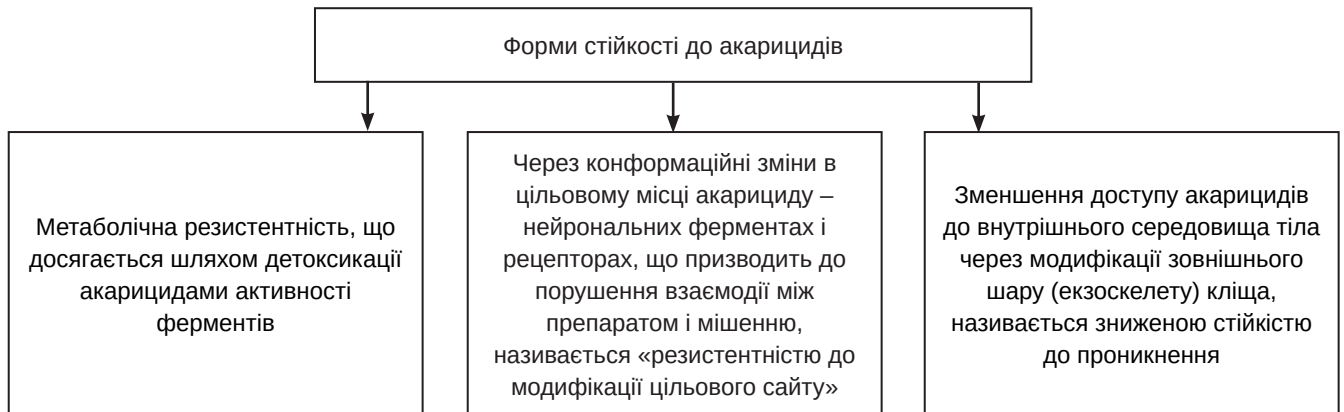 Форми стійкості до акарицидів
Метаболічна резистентність, що
досягається шляхом детоксикації
акарицидами активності
ферментів
Через конформаційні зміни в
цільовому місці акарициду –
нейрональних ферментах і
рецепторах, що призводить до
порушення взаємодії між
препаратом і мішенню,
називається «резистентністю до
модифікації цільового сайту»
Зменшення доступу акарицидів
до внутрішнього середовища тіла
через модифікації зовнішнього
шару (екзоскелету) кліща,
називається зниженою стійкістю
до проникнення